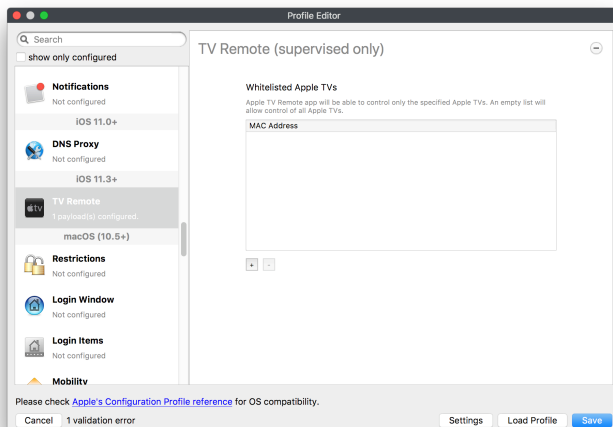 Profile Editor
Search
show only configured
Notifications
Not configured
iOS 11.0+
DNS Proxy
Not configured
iOS 11.3+
tv
TV Remote
1 payload(s) configured.
macOS (10.5+)
Restrictions
Not configured
Login Window
Not configured
Login Items
Not configured
Mobility
TV Remote (supervised only)
Whitelisted Apple TVs
Apple TV Remote app will be able to control only the specified Apple TVs. An empty list will
allow control of all Apple TVs.
MAC Address
+ -
Please check Apple's Configuration Profile reference for OS compatibility.
Cancel 1 validation error Settings Load Profile Save